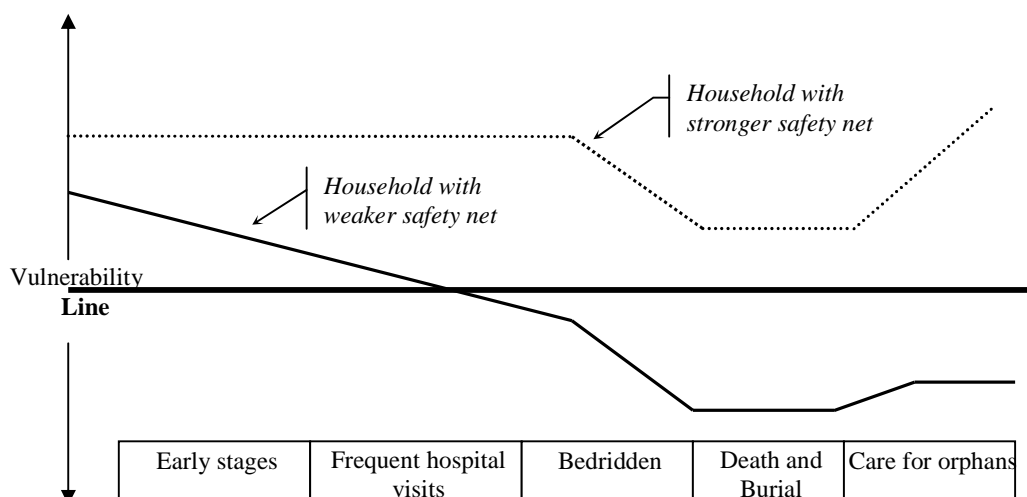 Household with
stronger safety net
Household with
weaker safety net
Vulnerability
Line
Early stages
Frequent hospital
visits
Bedridden
Death and
Burial
Care for orphans